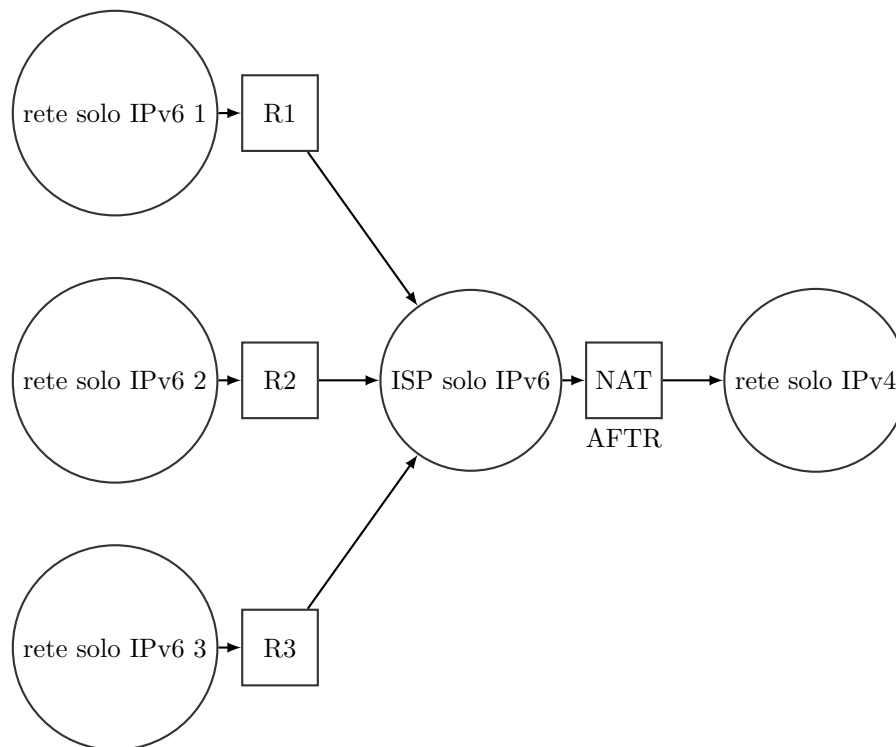 rete solo IPv6 1
R1
rete solo IPv6 2
R2
ISP solo IPv6
NAT
rete solo IPv4
AFTR
rete solo IPv6 3
R3